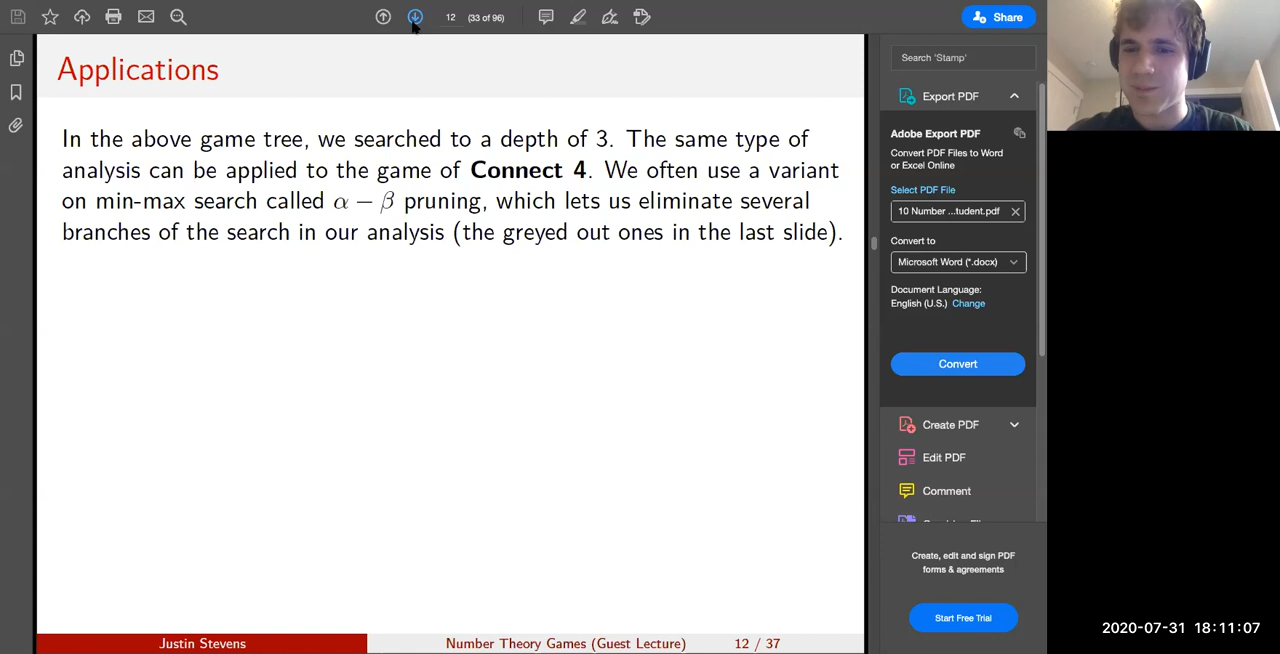 12 (33 of 96)
Share
Applications
In the above game tree, we searched to a depth of 3. The same type of
analysis can be applied to the game of Connect 4. We often use a variant
on min-max search called α − β pruning, which lets us eliminate several
branches of the search in our analysis (the greyed out ones in the last slide).
Justin Stevens
Number Theory Games (Guest Lecture)
12 / 37
Search 'Stamp'
Export PDF
Adobe Export PDF
Convert PDF Files to Word
or Excel Online
Select PDF File
10 Number ...tudent.pdf
Convert to
Microsoft Word (*.docx)
Document Language:
English (U.S.) Change
Convert
Create PDF
Edit PDF
Comment
Create, edit and sign PDF
forms & agreements
Start Free Trial
2020-07-31 18:11:07